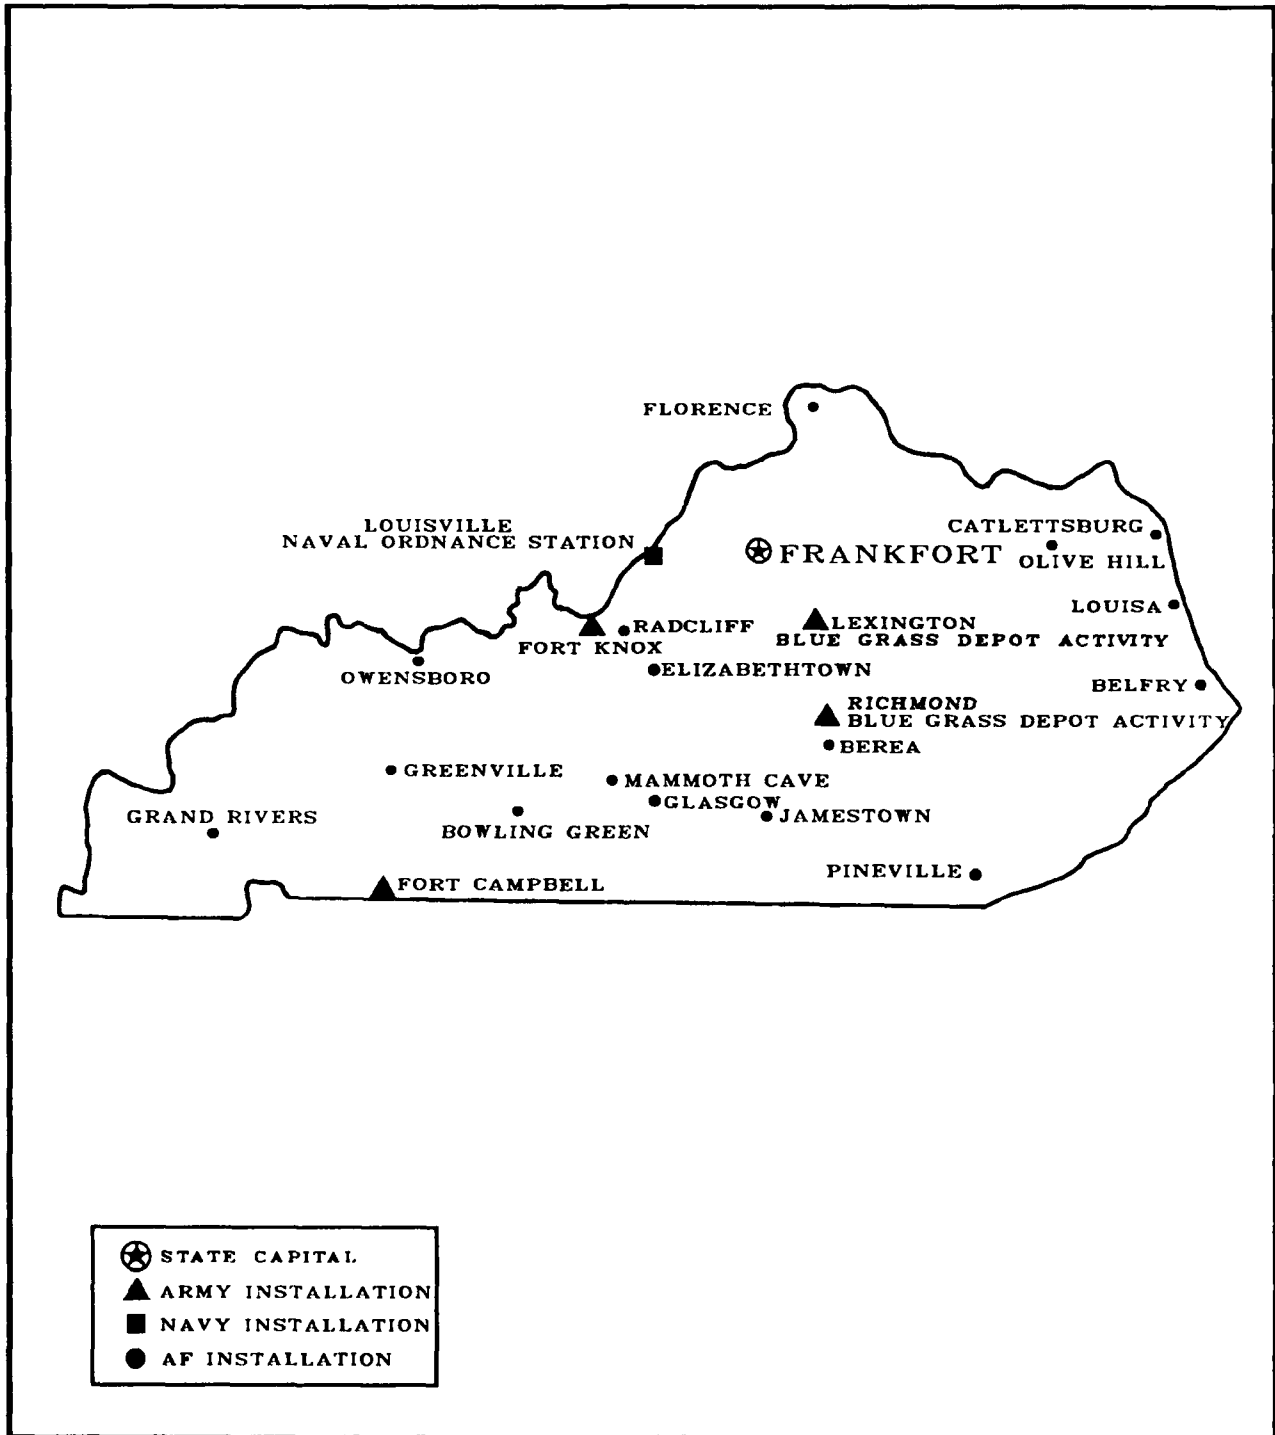 FLORENCE
LOUISVILLE
NAVAL ORDNANCE STATION
CATLETTSBURG
FRANKFORT
OLIVE HILL
LOUISA
RADCLIFF
LEXINGTON
BLUE GRASS DEPOT ACTIVITY
FORT KNOX
ELIZABETHTOWN
OWENSBORO
BELFRY
RICHMOND
BLUE GRASS DEPOT ACTIVITY
BEREA
GREENVILLE
MAMMOTH CAVE
GLASGOW
GRAND RIVERS
JAMESTOWN
BOWLING GREEN
PINEVILLE
FORT CAMPBELL
STATE CAPITAL
ARMY INSTALLATION
NAVY INSTALLATION
AF INSTALLATION